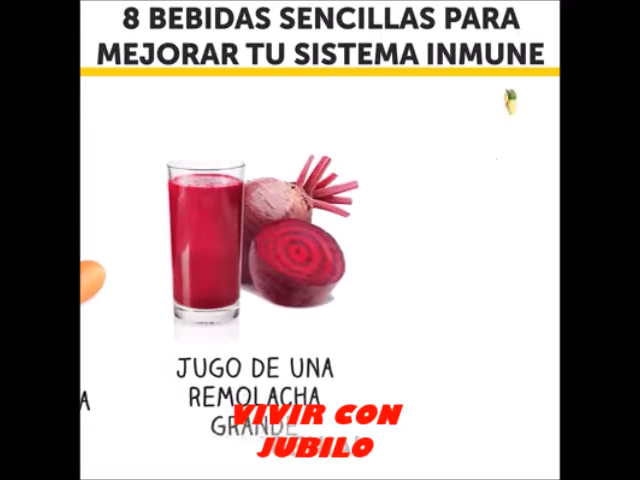 8 BEBIDAS SENCILLAS PARA
MEJORAR TU SISTEMA INMUNE
JUGO DE UNA
REMOLACHA
A
GRANDE
VIVIR CON
JUBILO